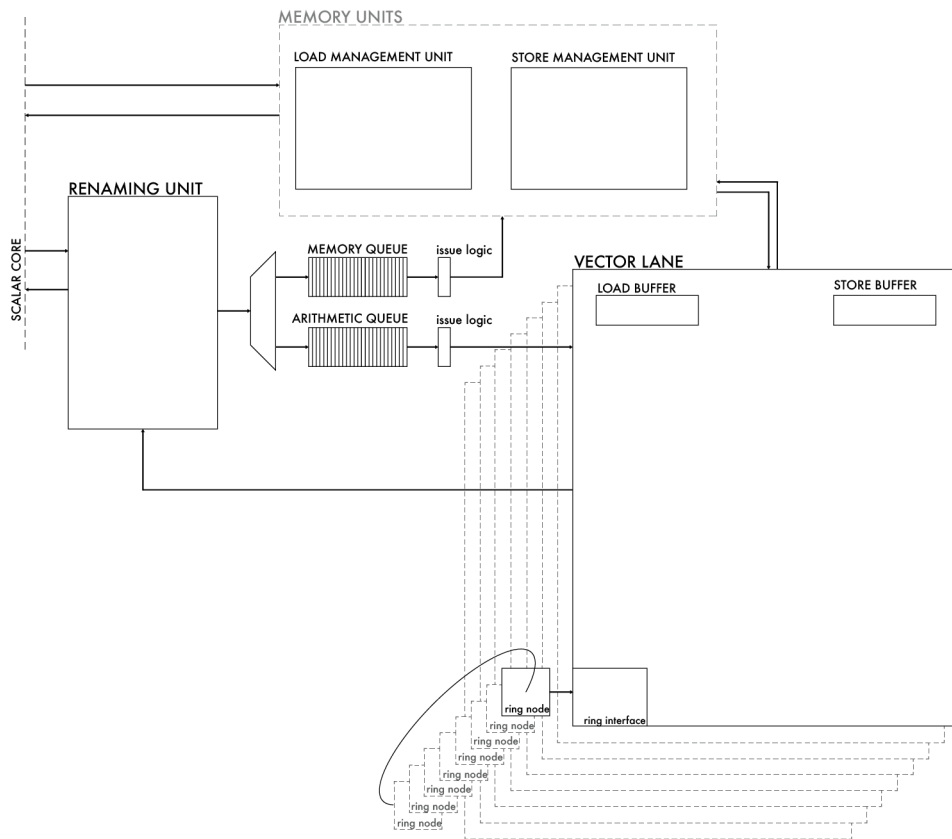 MEMORY UNITS
LOAD MANAGEMENT UNIT
STORE MANAGEMENT UNIT
RENAMING UNIT
SCALAR CORE
MEMORY QUEUE
issue logic
VECTOR LANE
LOAD BUFFER
STORE BUFFER
ARITHMETIC QUEUE
issue logic
ring node
ring interface
ring node
ring node
ring node
ring node
ring node
ring node
ring node